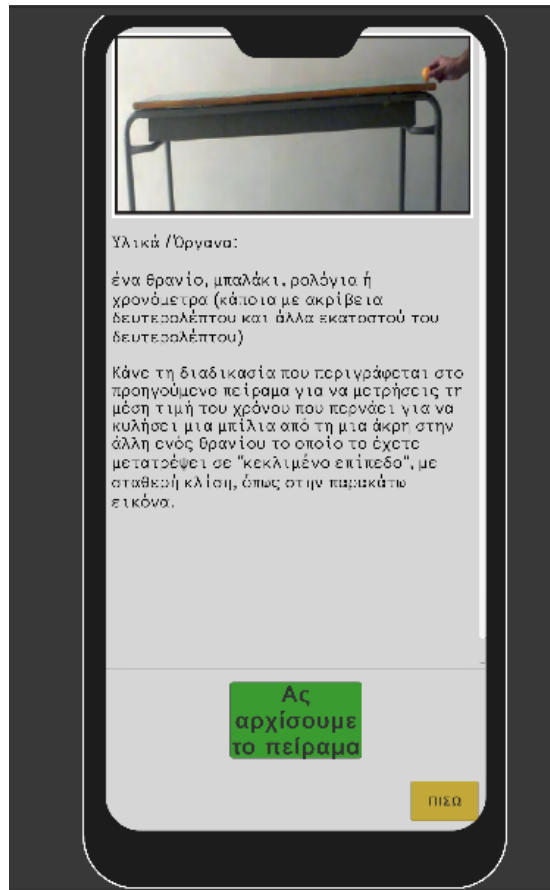 Υλικά /Όργανα:
ένα θρανίο, μπαλάκι, ρολόγια ή
χρονόμετρα (κάποια με ακρίβεια
δευτερολέπτου και άλλα εκατοστού του
δευτερολέπτου)
Κάνε τη διαδικασία που περιγράφεται στο
προηγούμενο πείραμα για να μετρήσεις τη
μέση τιμή του χρόνου που περνάει για να
κυλήσει μια μπίλια από τη μια άκρη στην
άλλη ενός θρανίου το οποίο το έχετε
μετατρέψει σε "κεκλιμένο επίπεδο", με
σταθερή κλίση, όπως στην παρακάτω
εικόνα.
Ας
αρχίσουμε
το πείραμα
ΠΙΣΩ